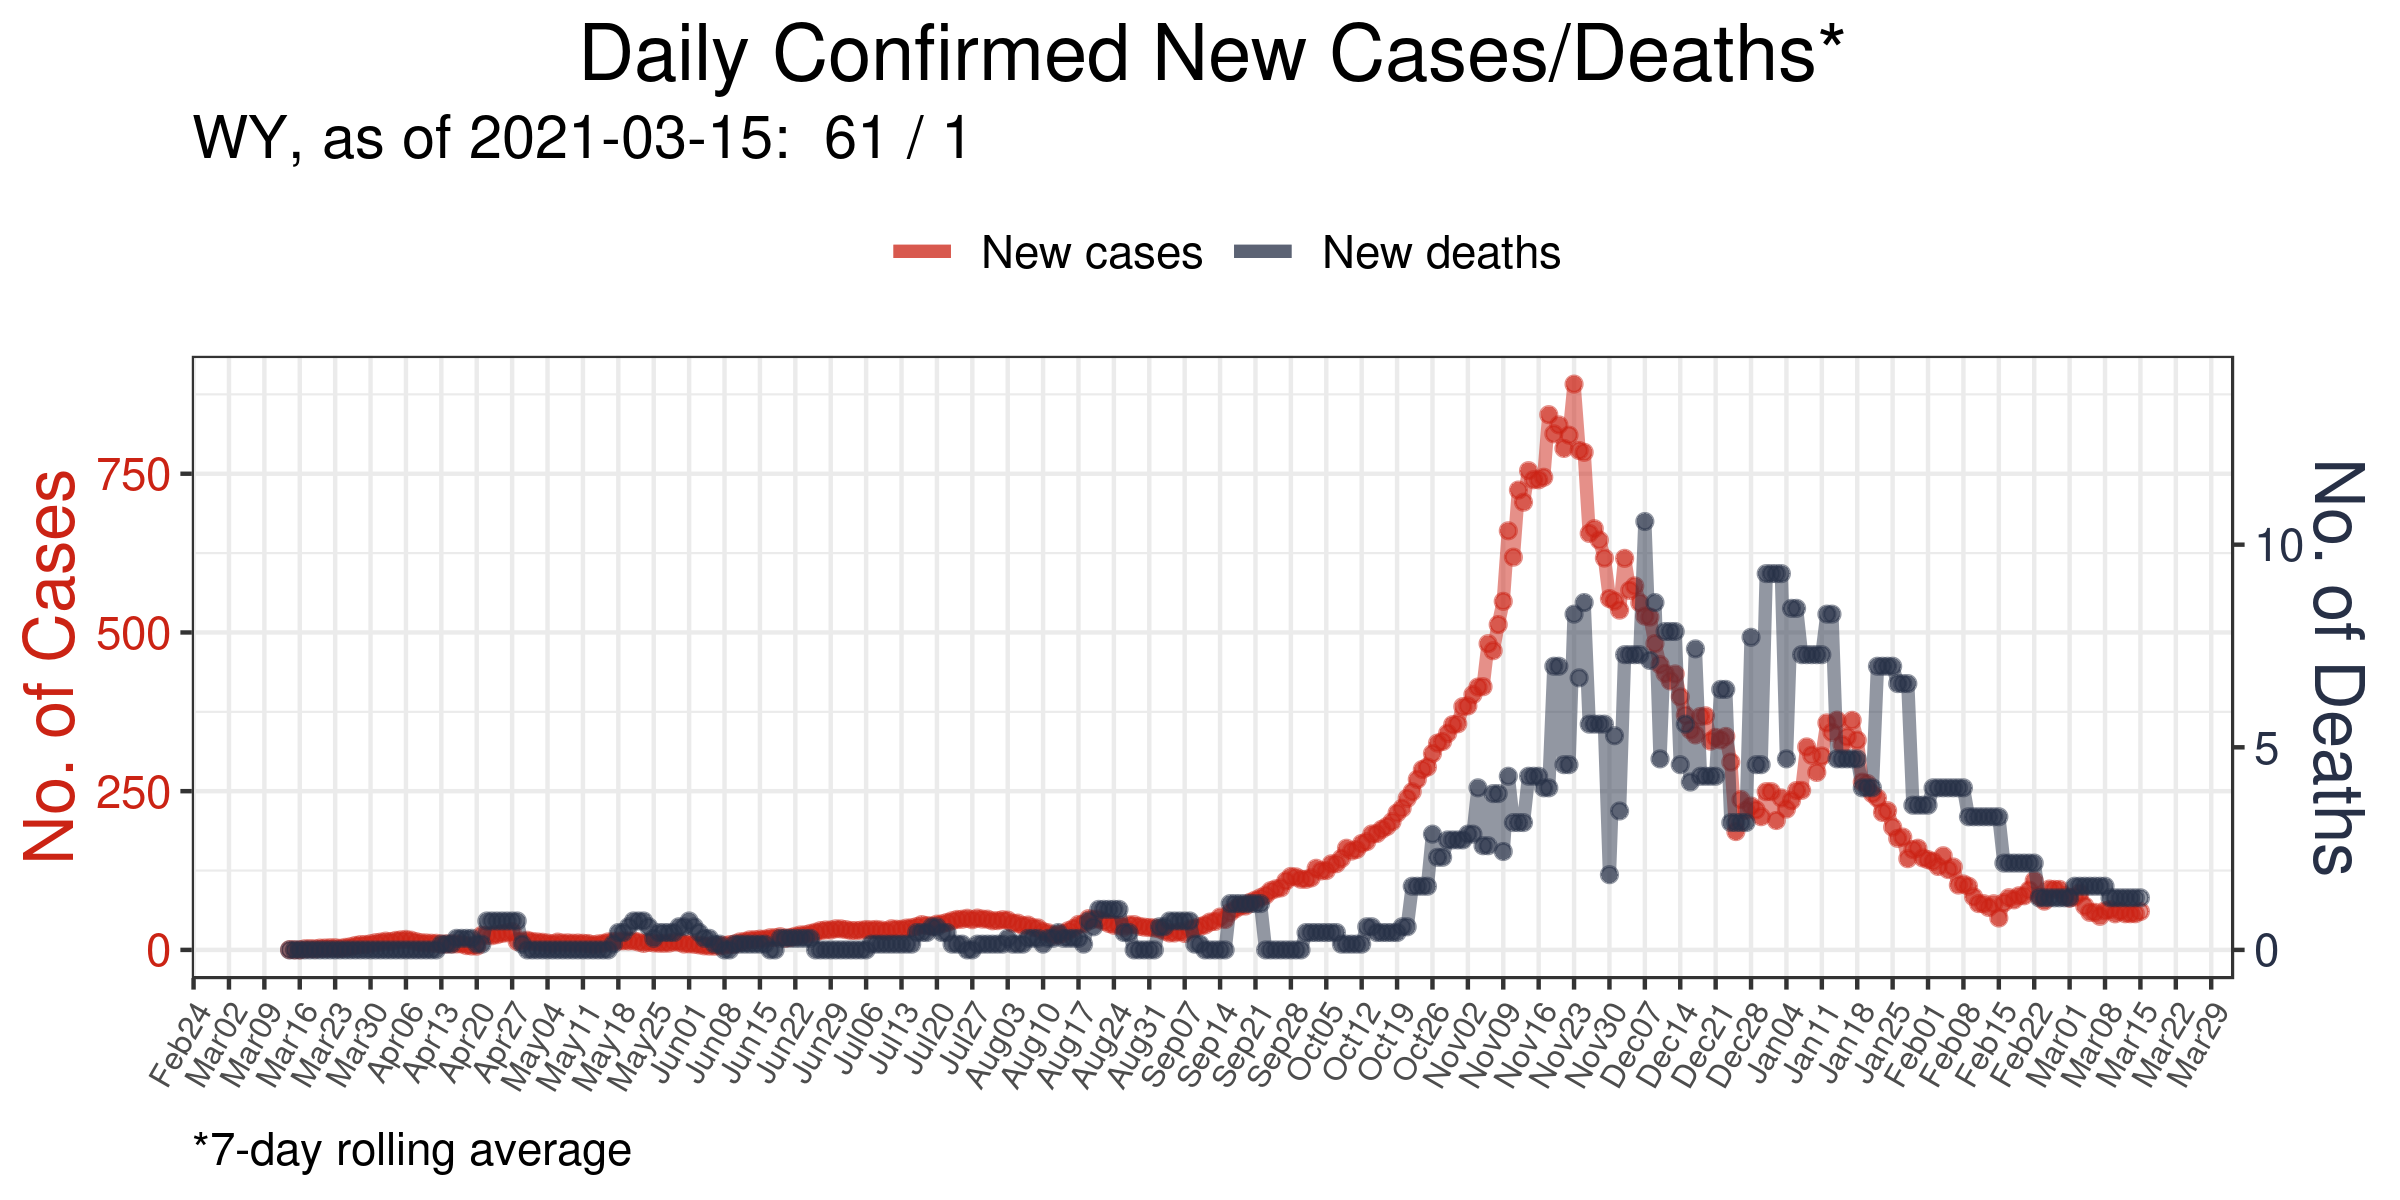 Daily Confirmed New Cases/Deaths*
WY, as of 2021-03-15:  61 / 1
New cases
New deaths
No. of Cases
750
500
250
0
No. of Deaths
10
5
0
Feb24
Mar02
Mar09
Mar16
Mar23
Mar30
Apr06
Apr13
Apr20
Apr27
May04
May11
May18
May25
Jun01
Jun08
Jun15
Jun22
Jun29
Jul06
Jul13
Jul20
Jul27
Aug03
Aug10
Aug17
Aug24
Aug31
Sep07
Sep14
Sep21
Sep28
Oct05
Oct12
Oct19
Oct26
Nov02
Nov09
Nov16
Nov23
Nov30
Dec07
Dec14
Dec21
Dec28
Jan04
Jan11
Jan18
Jan25
Feb01
Feb08
Feb15
Feb22
Mar01
Mar08
Mar15
Mar22
Mar29
*7-day rolling average